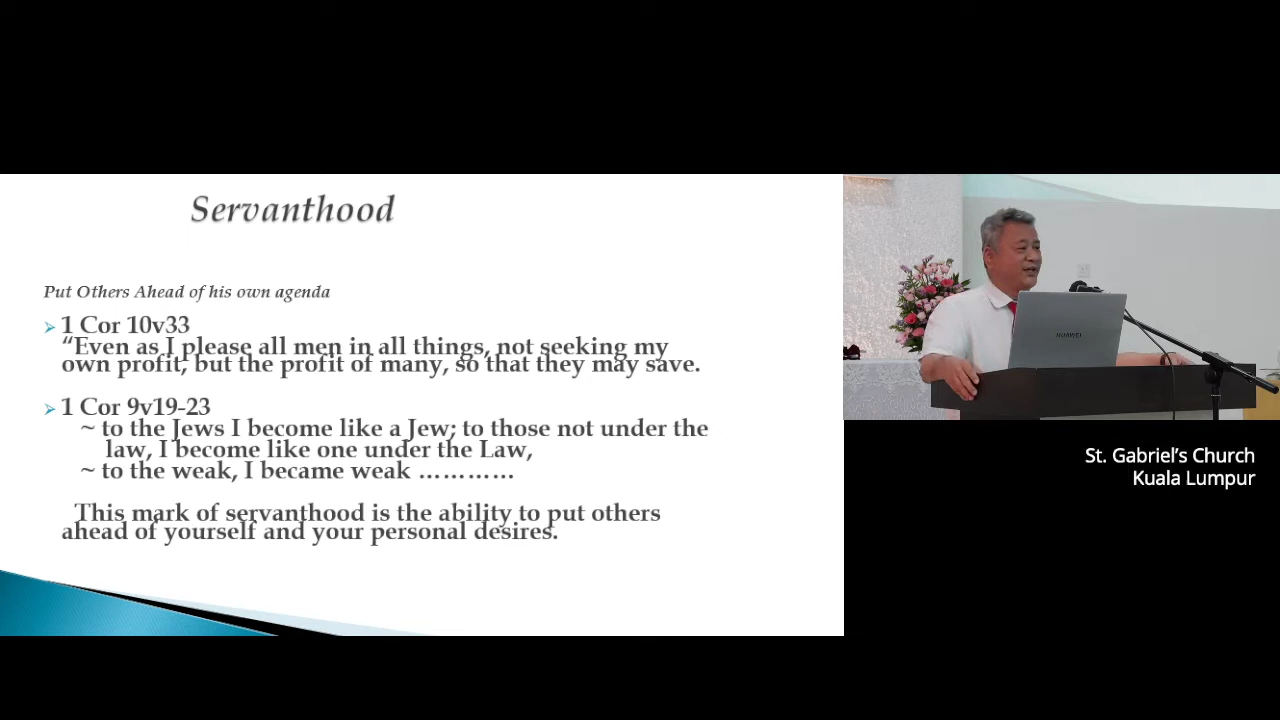 Servanthood
Put Others Ahead of his own agenda
➢ 1 Cor 10v33
“Even as I please all men in all things, not seeking my
own profit, but the profit of many, so that they may save.
➢ 1 Cor 9v19-23
~ to the Jews I become like a Jew; to those not under the
law, I become like one under the Law,
~ to the weak, I became weak …………
This mark of servanthood is the ability to put others
ahead of yourself and your personal desires.
HUAWEI
St. Gabriel’s Church
Kuala Lumpur